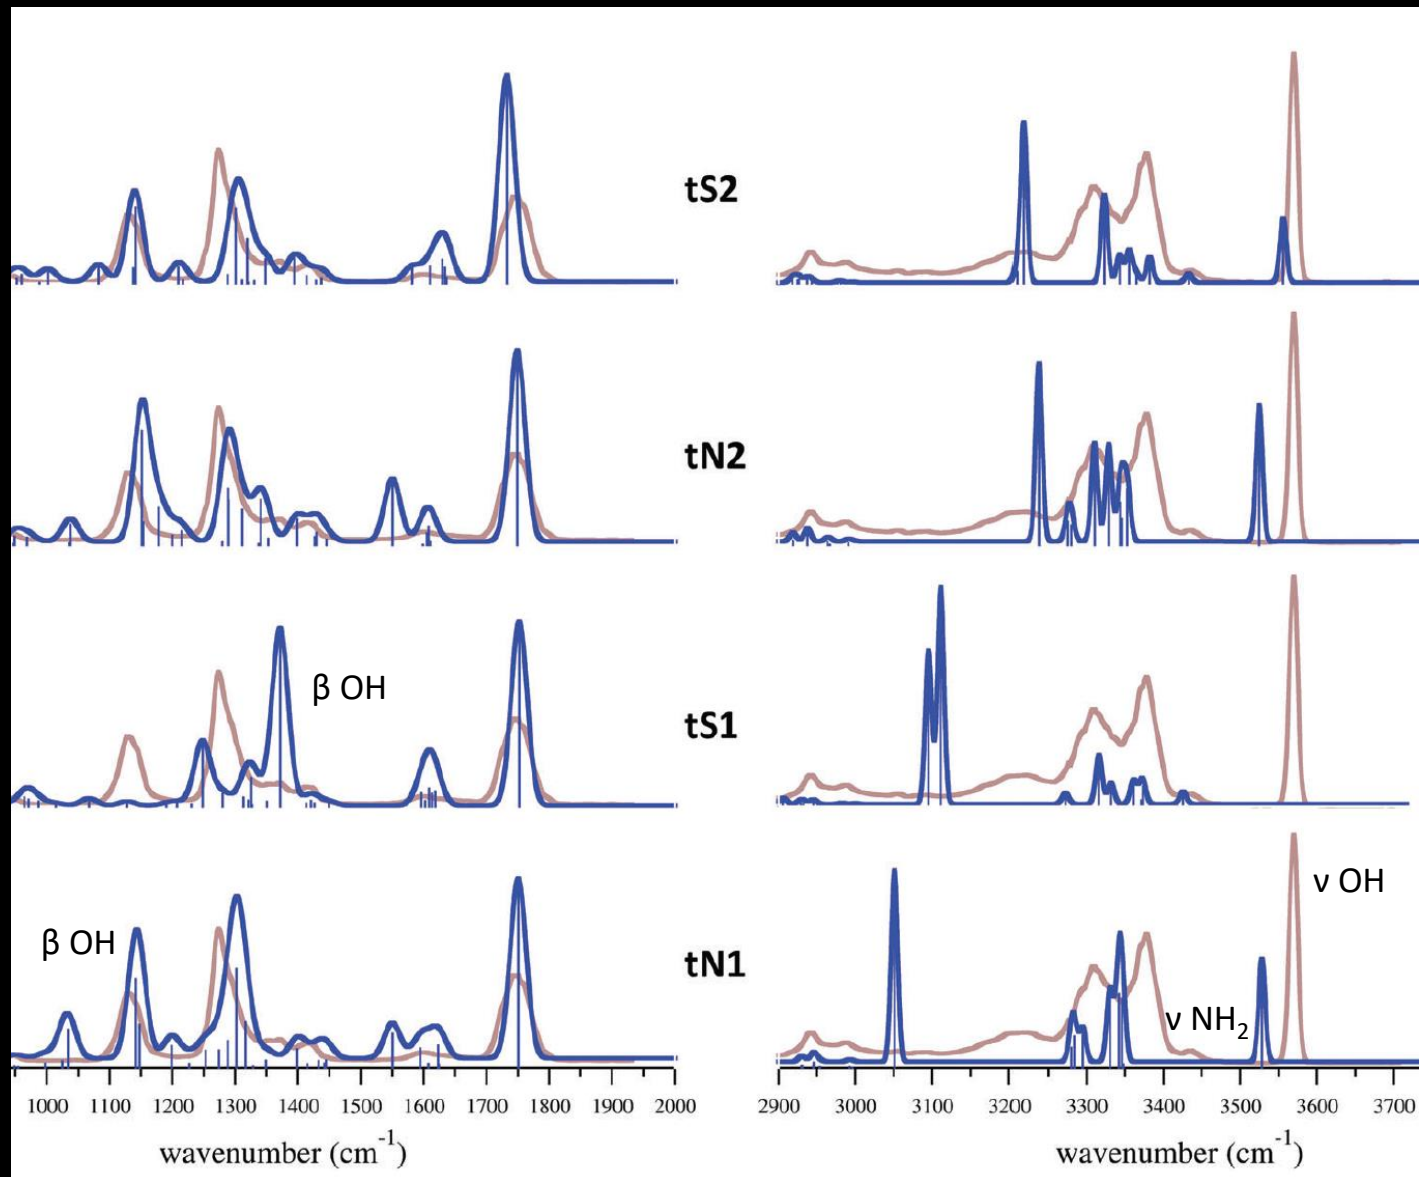 tS2
tN2
β OH
tS1
β OH
tN1
ν OH
ν NH₂
1000 1100 1200 1300 1400 1500 1600 1700 1800 1900 2000
2900 3000 3100 3200 3300 3400 3500 3600 3700
wavenumber (cm⁻¹)
wavenumber (cm⁻¹)